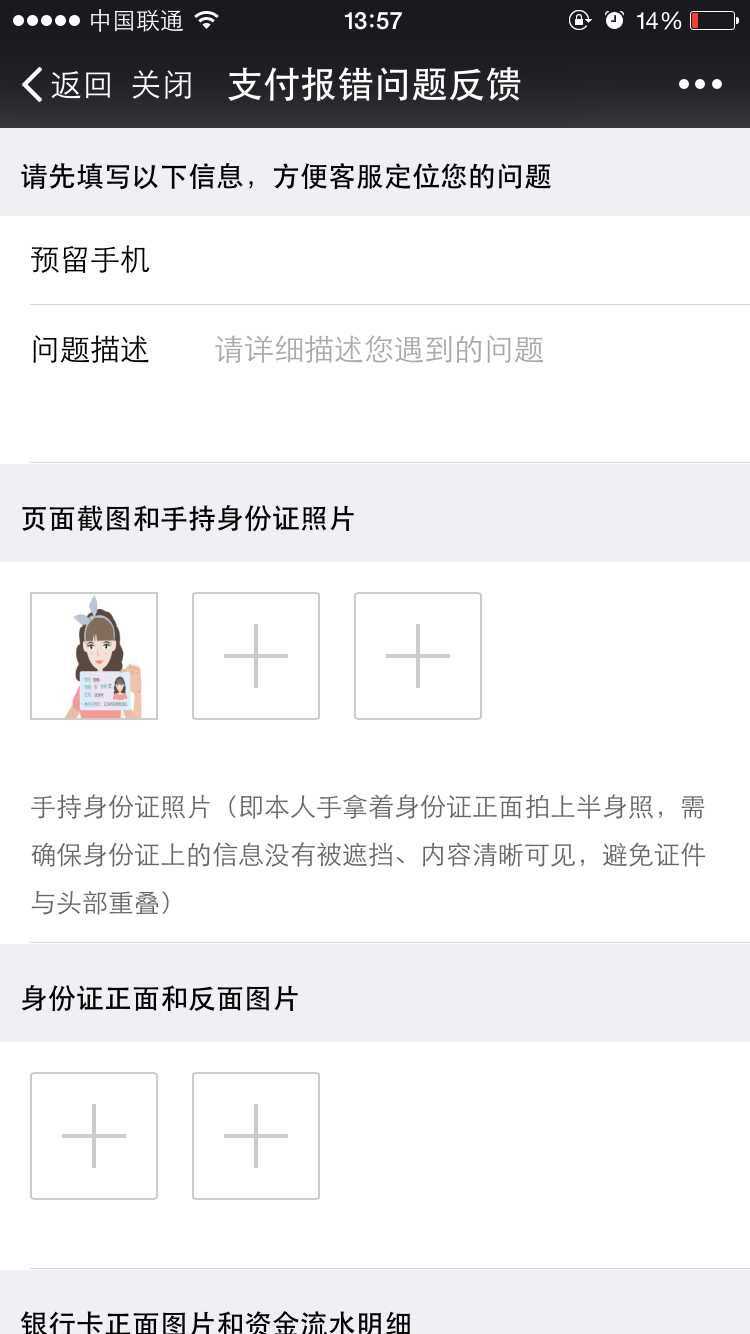 中国联通 13:57 14%
返回 关闭 支付报错问题反馈
请先填写以下信息，方便客服定位您的问题
预留手机
问题描述 请详细描述您遇到的问题
页面截图和手持身份证照片
手持身份证照片（即本人手拿着身份证正面拍上半身照，需
确保身份证上的信息没有被遮挡、内容清晰可见，避免证件
与头部重叠）
身份证正面和反面图片
银行卡正面图片和资金流水明细